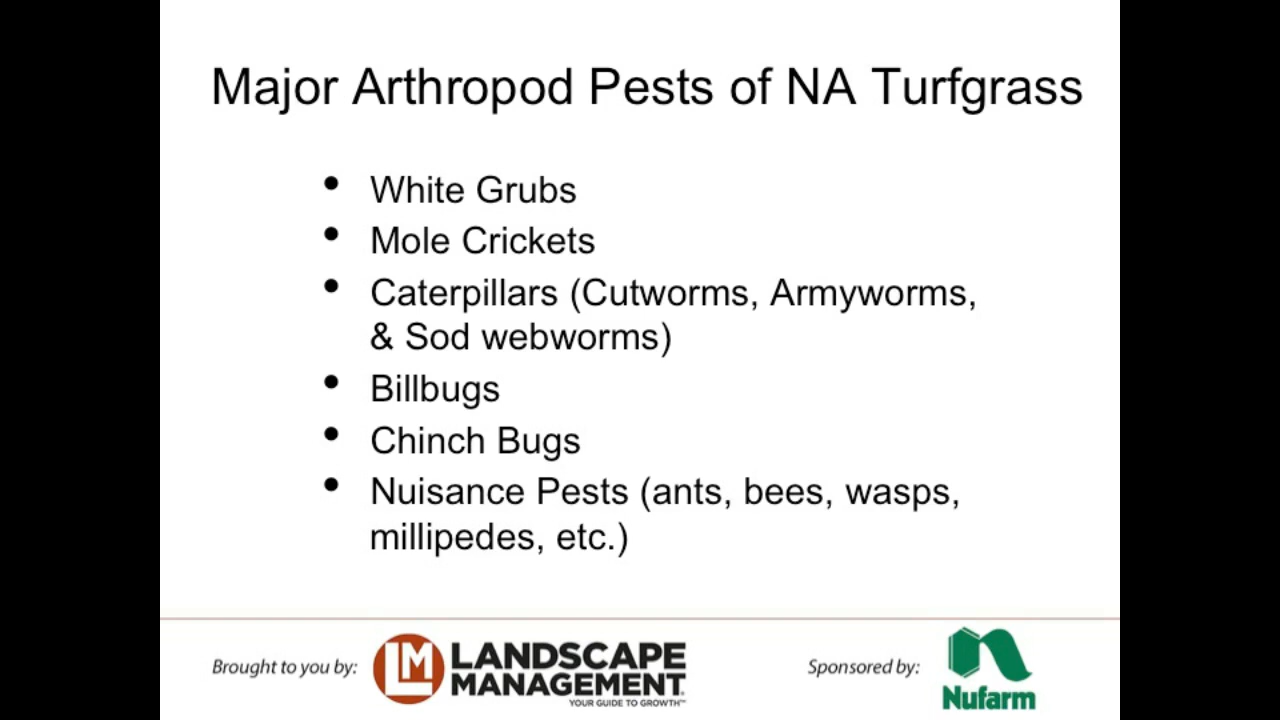 Major Arthropod Pests of NA Turfgrass
• White Grubs
• Mole Crickets
• Caterpillars (Cutworms, Armyworms,
& Sod webworms)
• Billbugs
• Chinch Bugs
• Nuisance Pests (ants, bees, wasps,
millipedes, etc.)
Brought to you by:
LM
LANDSCAPE
MANAGEMENT
YOUR GUIDE TO GROWTH™
Sponsored by:
Nufarm